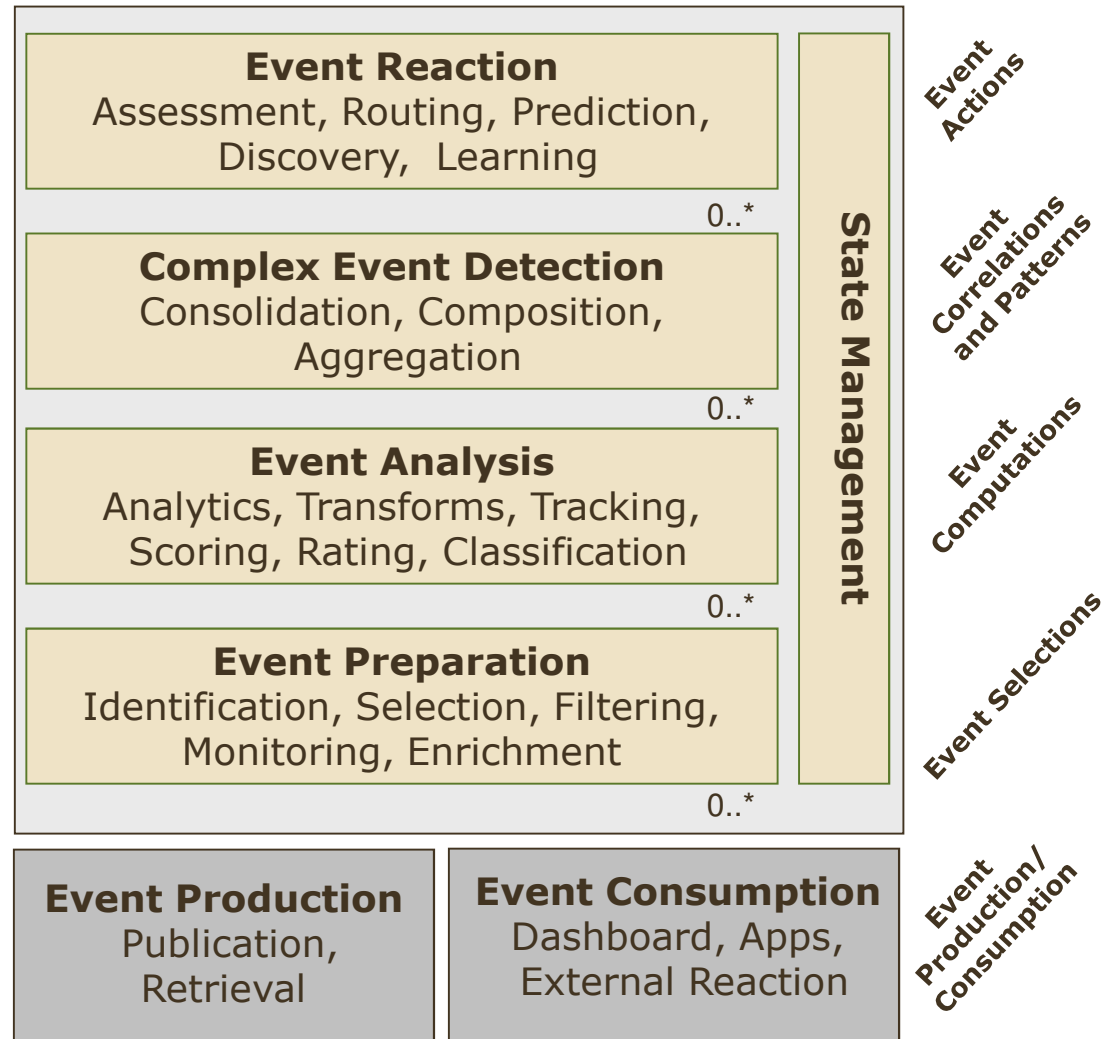 Event Reaction
Assessment, Routing, Prediction,
Discovery, Learning
0..*
Complex Event Detection
Consolidation, Composition,
Aggregation
0..*
Event Analysis
Analytics, Transforms, Tracking,
Scoring, Rating, Classification
0..*
Event Preparation
Identification, Selection, Filtering,
Monitoring, Enrichment
0..*
State Management
Event Production
Publication,
Retrieval
Event Consumption
Dashboard, Apps,
External Reaction
Event
Actions
Event
Correlations
and Patterns
Event
Computations
Event Selections
Event
Production/
Consumption